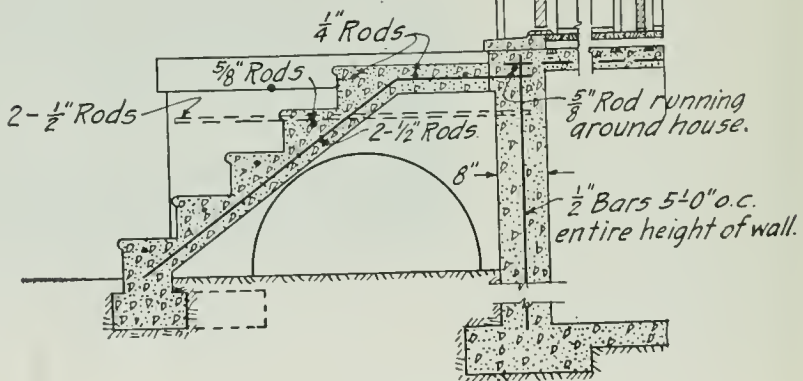 1/4" Rods
5/8" Rods
2-1/2" Rods
2-1/2" Rods
5/8" Rod running
around house.
8"
1/2" Bars 5'-0" o.c.
entire height of wall.